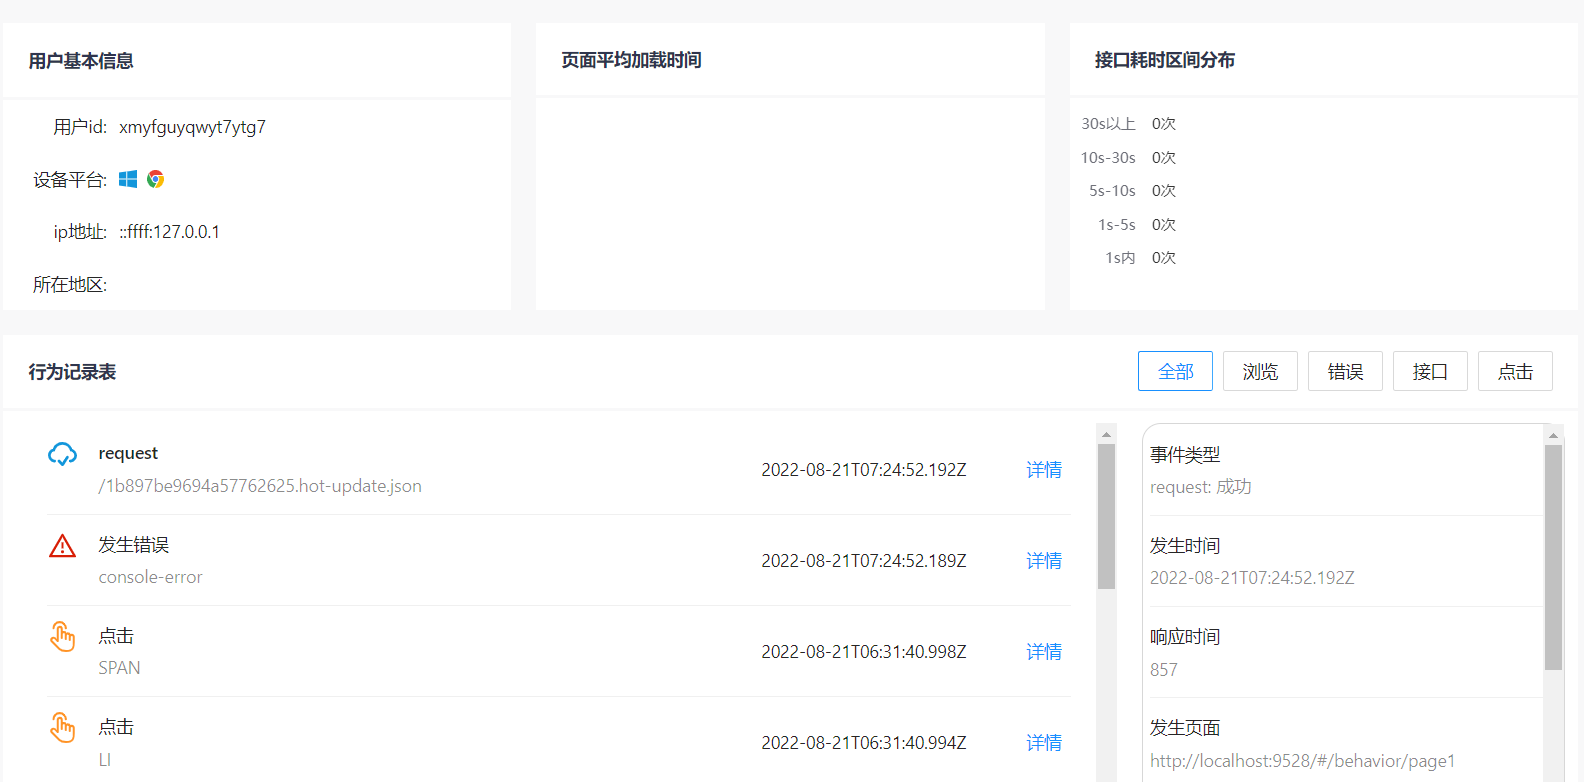 用户基本信息
用户id: xmyfguyqwyt7ytg7
设备平台:
ip地址: ::ffff:127.0.0.1
所在地区:
页面平均加载时间
接口耗时区间分布
30s以上 0次
10s-30s 0次
5s-10s 0次
1s-5s 0次
1s内 0次
行为记录表
全部 浏览 错误 接口 点击
request
/1b897be9694a57762625.hot-update.json
2022-08-21T07:24:52.192Z 详情
发生错误
console-error
2022-08-21T07:24:52.189Z 详情
点击
SPAN
2022-08-21T06:31:40.998Z 详情
点击
LI
2022-08-21T06:31:40.994Z 详情
事件类型
request: 成功
发生时间
2022-08-21T07:24:52.192Z
响应时间
857
发生页面
http://localhost:9528/#/behavior/page1